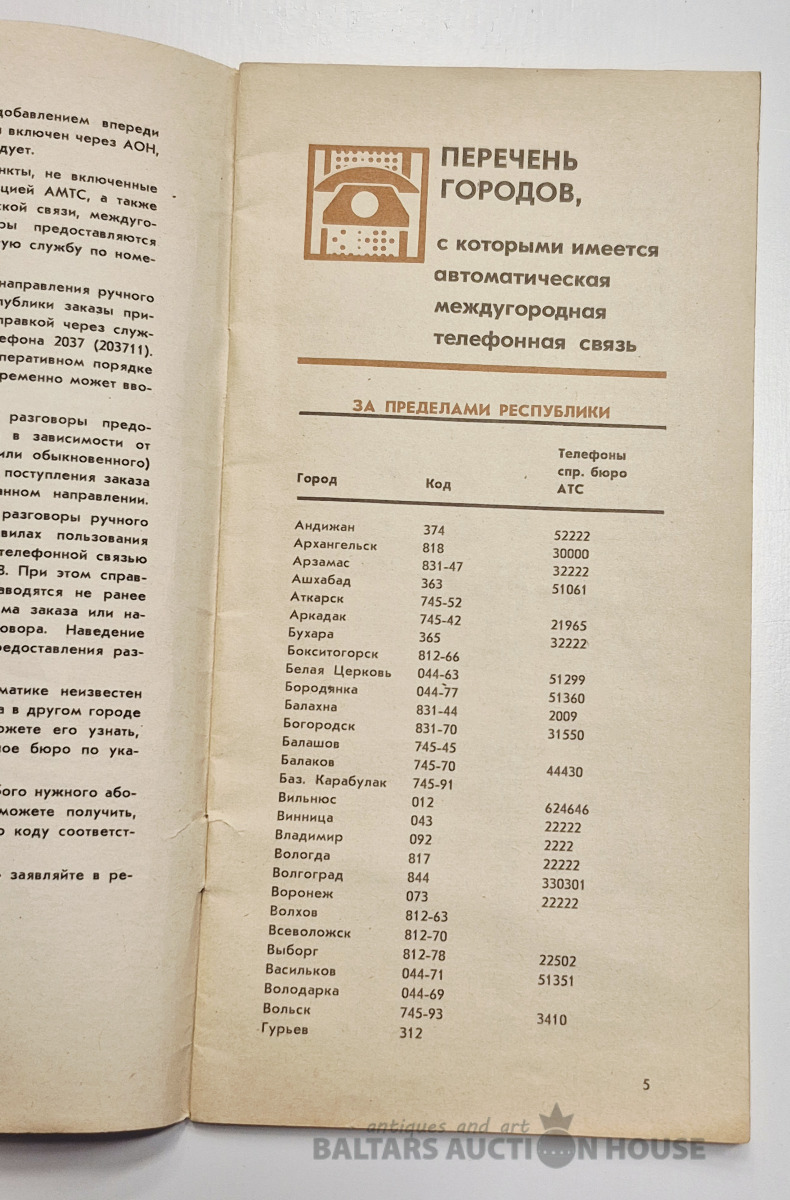 добавлением впереди
включен через АОН,
дует.
нкты, не включенные
цией АМТС, а также
ской связи, междуго-
ры предоставляются
ную службу по номе-
направления ручного
публики заказы при-
правкой через служ-
ефона 2037 (203711).
перативном порядке
ременно может вво-
разговоры предо-
в зависимости от
или обыкновенного)
поступления заказа
анном направлении.
разговоры ручного
вилах пользования
телефонной связью
3. При этом справ-
аводятся не ранее
ма заказа или на-
овора. Наведение
редоставления раз-
матике неизвестен
а в другом городе
ожете его узнать,
ное бюро по ука-
бого нужного або-
можете получить,
о коду соответст-
заявляйте в ре-
ПЕРЕЧЕНЬ
ГОРОДОВ,
с которыми имеется
автоматическая
междугородная
телефонная связь
ЗА ПРЕДЕЛАМИ РЕСПУБЛИКИ
Город Код Телефоны
спр. бюро
АТС
Андижан 374 52222
Архангельск 818 30000
Арзамас 831-47 32222
Ашхабад 363 51061
Аткарск 745-52
Аркадак 745-42 21965
Бухара 365 32222
Бокситогорск 812-66
Белая Церковь 044-63 51299
Бородянка 044-77 51360
Балахна 831-44 2009
Богородск 831-70 31550
Балашов 745-45
Балаков 745-70 44430
Баз. Карабулак 745-91
Вильнюс 012 624646
Винница 043 22222
Владимир 092 2222
Вологда 817 22222
Волгоград 844 330301
Воронеж 073 22222
Волхов 812-63
Всеволожск 812-70
Выборг 812-78 22502
Васильков 044-71 51351
Володарка 044-69
Вольск 745-93 3410
Гурьев 312
5
antiques and art
BALTARS AUCTION HOUSE